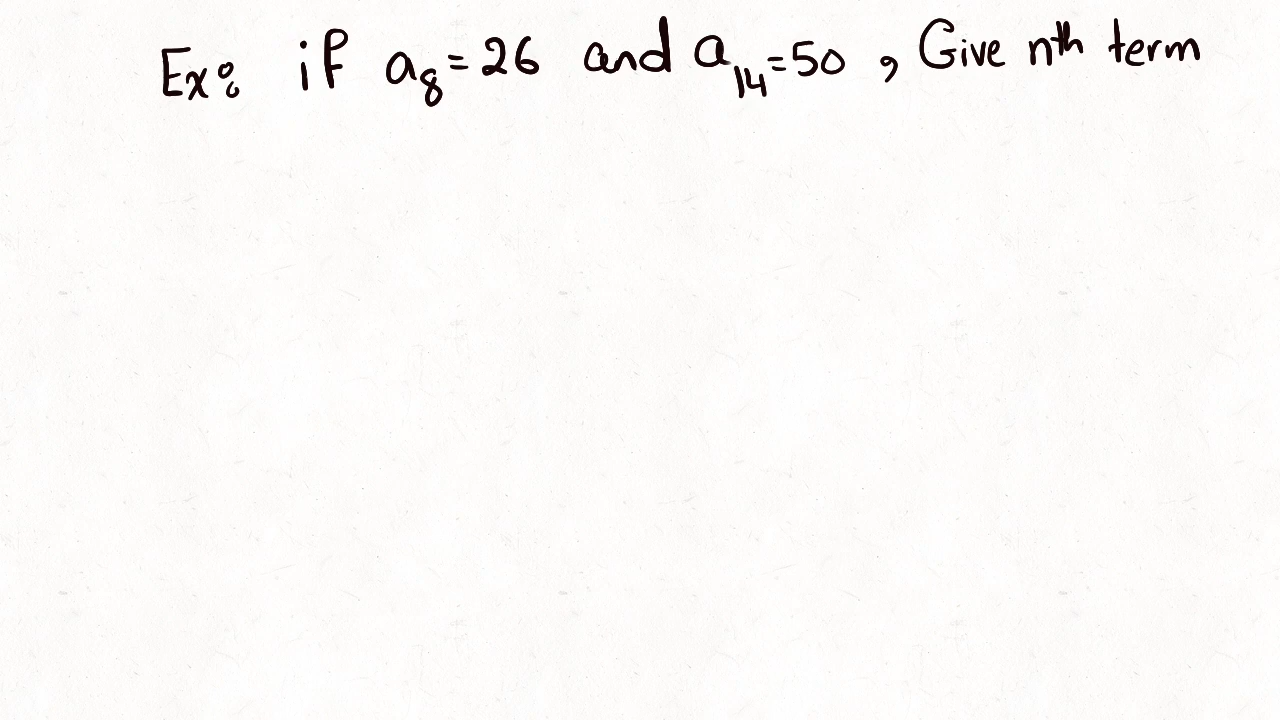 Ex: if a₈ = 26 and a₁₄ = 50 , Give nth term